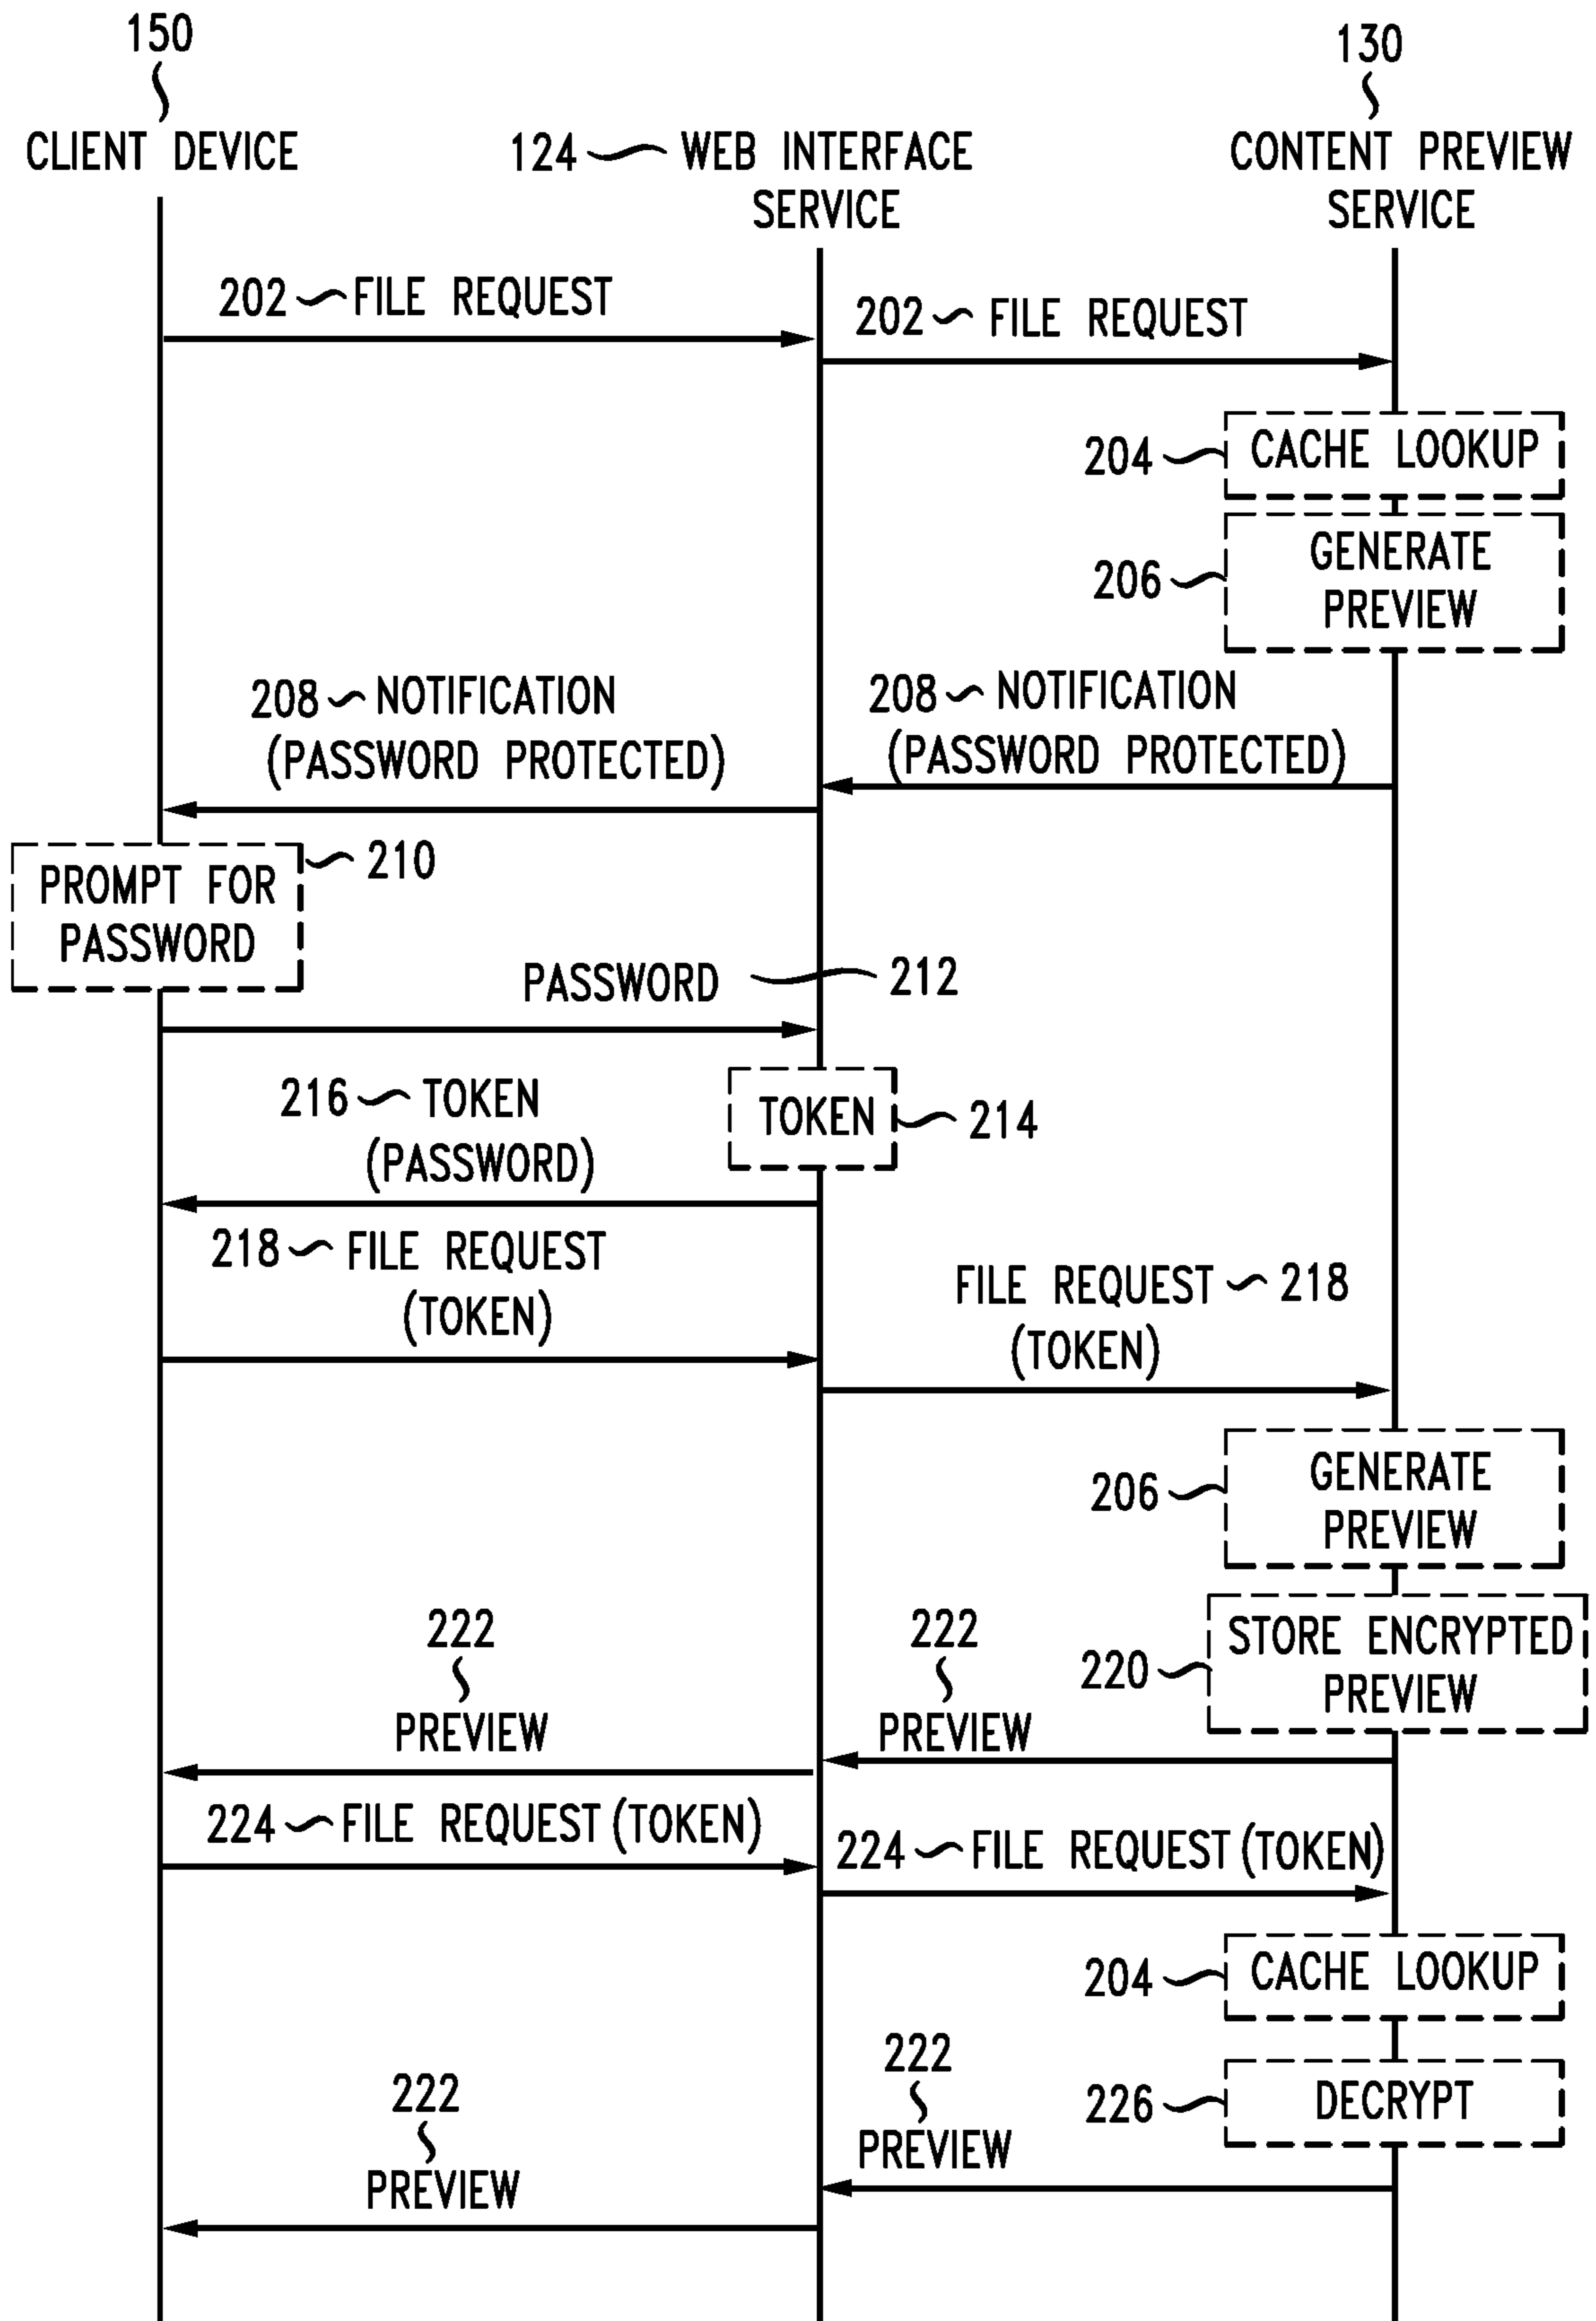 150
130
CLIENT DEVICE
124 WEB INTERFACE
SERVICE
CONTENT PREVIEW
SERVICE
202 FILE REQUEST
202 FILE REQUEST
204 CACHE LOOKUP
206 GENERATE
PREVIEW
208 NOTIFICATION
(PASSWORD PROTECTED)
208 NOTIFICATION
(PASSWORD PROTECTED)
PROMPT FOR
PASSWORD
210
PASSWORD 212
TOKEN 214
216 TOKEN
(PASSWORD)
218 FILE REQUEST
(TOKEN)
FILE REQUEST 218
(TOKEN)
206 GENERATE
PREVIEW
220 STORE ENCRYPTED
PREVIEW
222
PREVIEW
222
PREVIEW
224 FILE REQUEST (TOKEN)
224 FILE REQUEST (TOKEN)
204 CACHE LOOKUP
226 DECRYPT
222
PREVIEW
222
PREVIEW